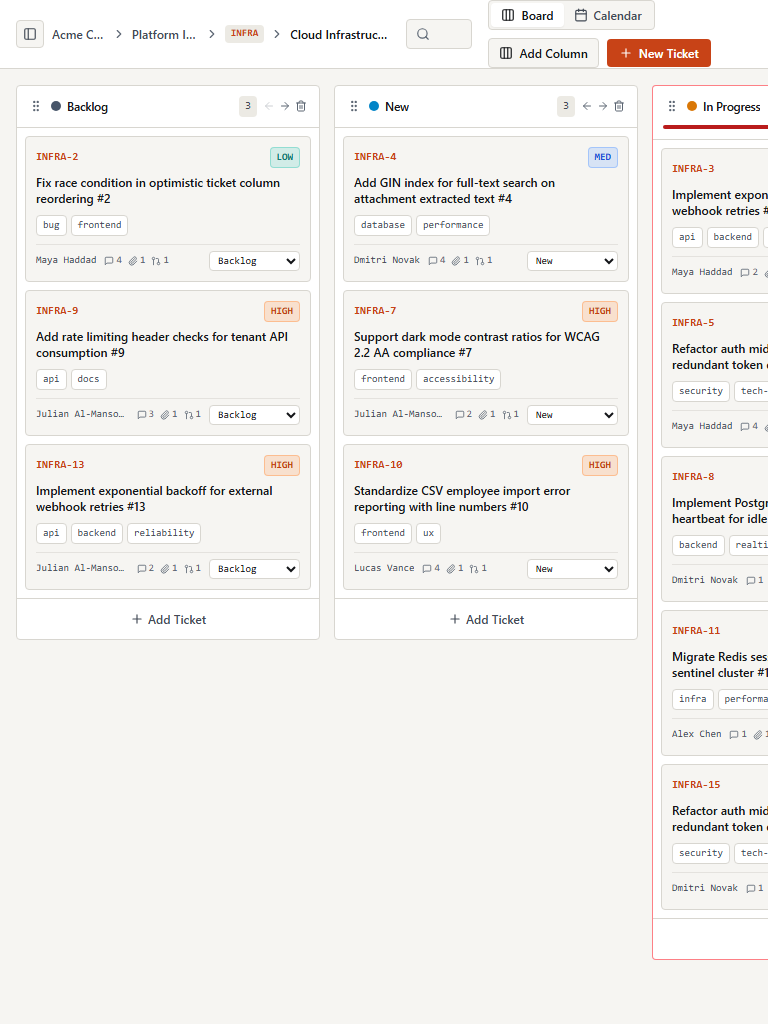 Acme C...
Platform I...
INFRA
Cloud Infrastruc...
Board
Calendar
Add Column
New Ticket
Backlog
3
INFRA-2
LOW
Fix race condition in optimistic ticket column
reordering #2
bug
frontend
Maya Haddad
4
1
1
Backlog
INFRA-9
HIGH
Add rate limiting header checks for tenant API
consumption #9
api
docs
Julian Al-Manso...
3
1
1
Backlog
INFRA-13
HIGH
Implement exponential backoff for external
webhook retries #13
api
backend
reliability
Julian Al-Manso...
2
1
1
Backlog
Add Ticket
New
3
INFRA-4
MED
Add GIN index for full-text search on
attachment extracted text #4
database
performance
Dmitri Novak
4
1
1
New
INFRA-7
HIGH
Support dark mode contrast ratios for WCAG
2.2 AA compliance #7
frontend
accessibility
Julian Al-Manso...
2
1
1
New
INFRA-10
HIGH
Standardize CSV employee import error
reporting with line numbers #10
frontend
ux
Lucas Vance
4
1
1
New
Add Ticket
In Progress
INFRA-3
Implement expon
webhook retries #
api
backend
Maya Haddad
2
INFRA-5
Refactor auth mid
redundant token
security
tech-
Maya Haddad
4
INFRA-8
Implement Postgr
heartbeat for idle
backend
realti
Dmitri Novak
1
INFRA-11
Migrate Redis ses
sentinel cluster #1
infra
performa
Alex Chen
1
INFRA-15
Refactor auth mid
redundant token
security
tech-
Dmitri Novak
1